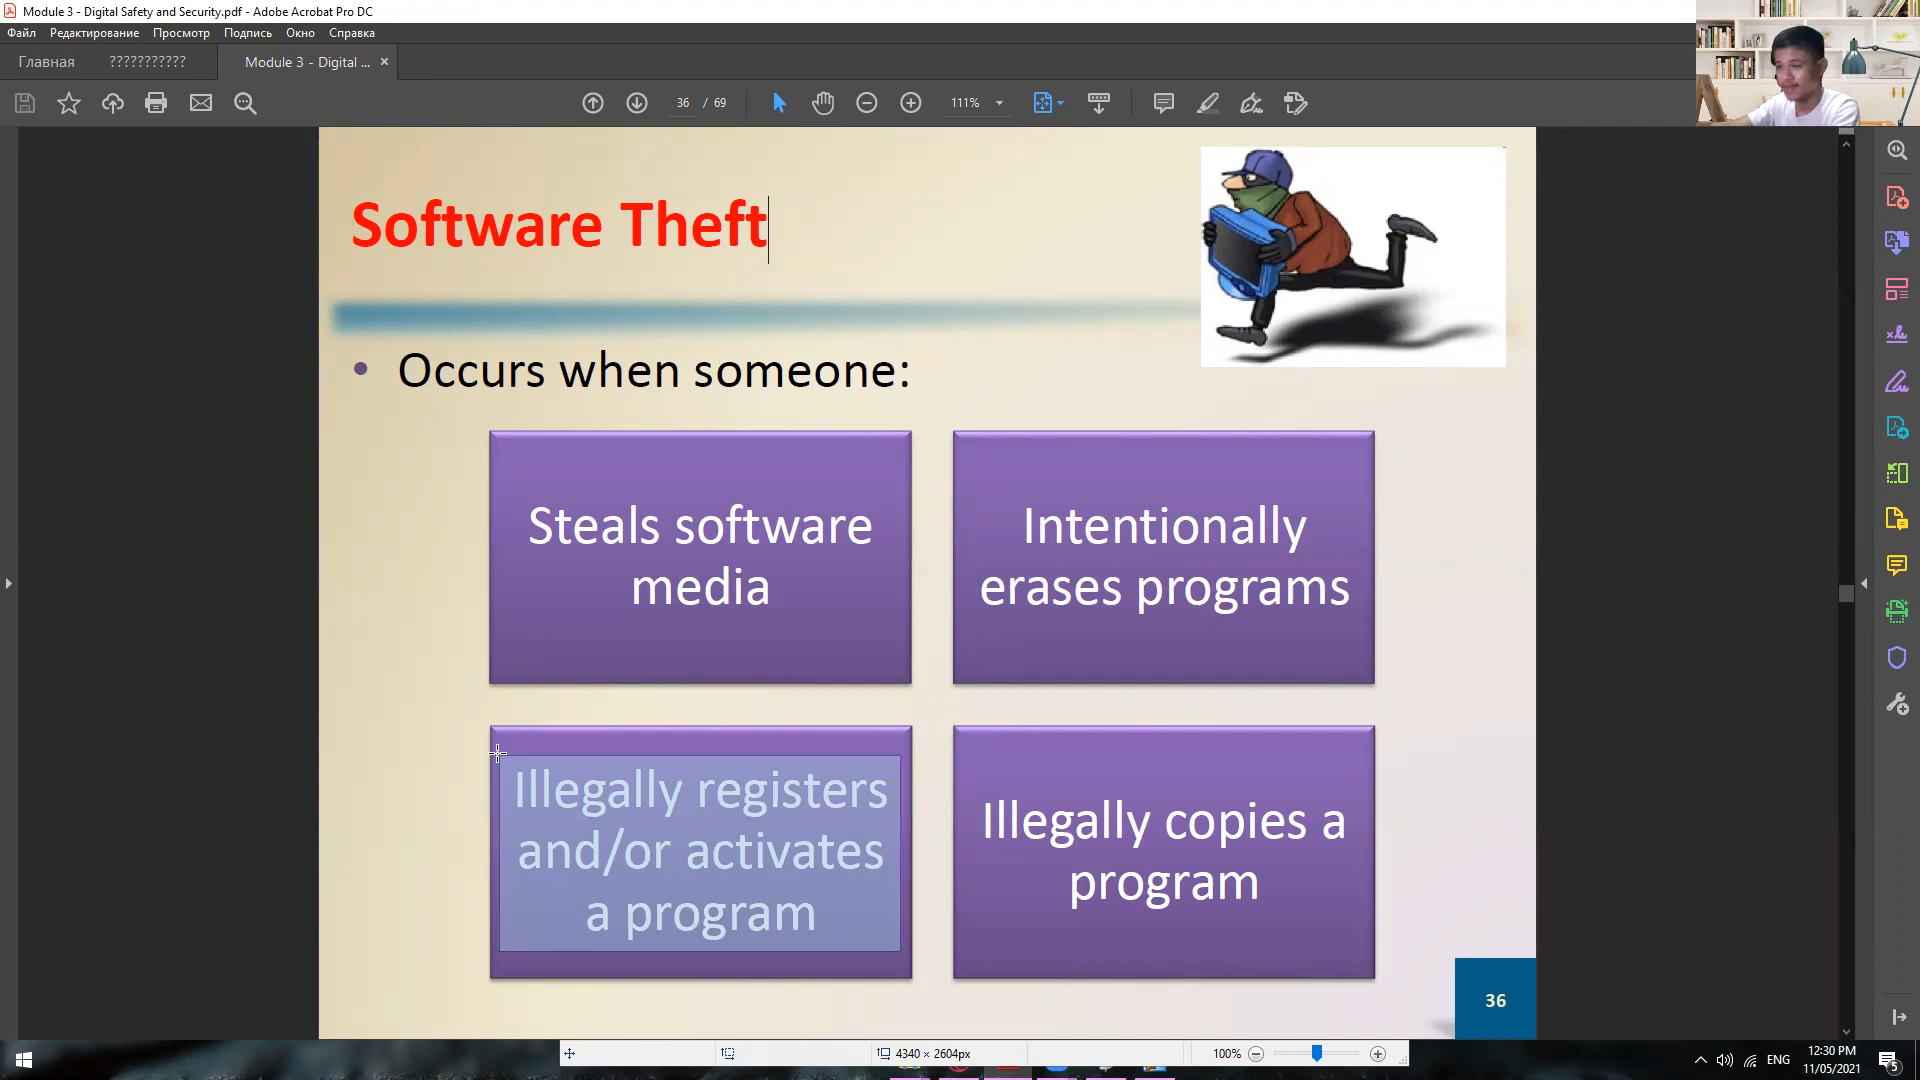 Module 3 - Digital Safety and Security.pdf - Adobe Acrobat Pro DC
Файл Редактирование Просмотр Подпись Окно Справка
Главная ??????????? Module 3 - Digital ... ×
36 / 69 111%
Software Theft
• Occurs when someone:
Steals software
media
Intentionally
erases programs
Illegally registers
and/or activates
a program
Illegally copies a
program
36
4340 × 2604px 100%
ENG 12:30 PM
11/05/2021 5